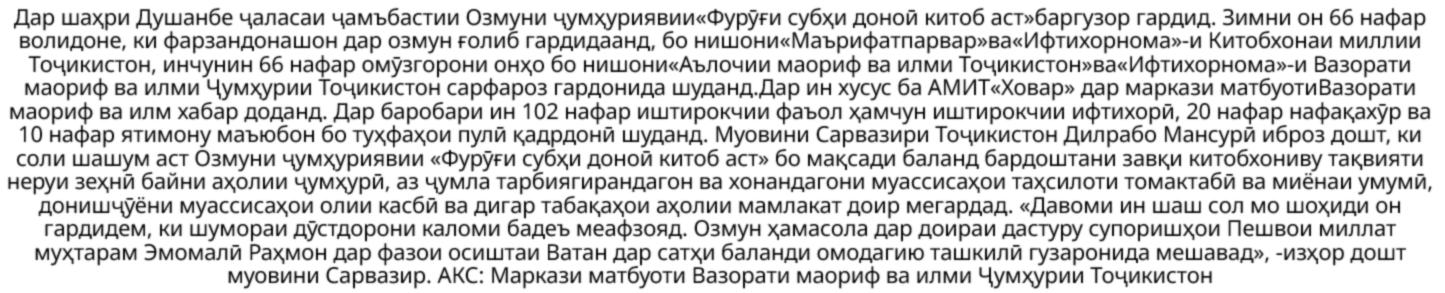 Дар шаҳри Душанбе ҷаласаи ҷамъбастии Озмуни ҷумҳуриявии«Фурӯғи субҳи доноӣ китоб аст»баргузор гардид. Зимни он 66 нафар
волидоне, ки фарзандонашон дар озмун ғолиб гардидаанд, бо нишони«Маърифатпарвар»ва«Ифтихорнома»-и Китобхонаи миллии
Тоҷикистон, инчунин 66 нафар омӯзгорони онҳо бо нишони«Аълочии маориф ва илми Тоҷикистон»ва«Ифтихорнома»-и Вазорати
маориф ва илми Ҷумҳурии Тоҷикистон сарфароз гардонида шуданд.Дар ин хусус ба АМИТ«Ховар» дар маркази матбуотиВазорати
маориф ва илм хабар доданд. Дар баробари ин 102 нафар иштирокчии фаъол ҳамчун иштирокчии ифтихорӣ, 20 нафар нафақахӯр ва
10 нафар ятимону маъюбон бо туҳфаҳои пулӣ қадрдонӣ шуданд. Муовини Сарвазири Тоҷикистон Дилрабо Мансурӣ иброз дошт, ки
соли шашум аст Озмуни ҷумҳуриявии «Фурӯғи субҳи доноӣ китоб аст» бо мақсади баланд бардоштани завқи китобхониву тақвияти
неруи зеҳнӣ байни аҳолии ҷумҳурӣ, аз ҷумла тарбиягирандагон ва хонандагони муассисаҳои таҳсилоти томактабӣ ва миёнаи умумӣ,
донишҷӯёни муассисаҳои олии касбӣ ва дигар табақаҳои аҳолии мамлакат доир мегардад. «Давоми ин шаш сол мо шоҳиди он
гардидем, ки шумораи дӯстдорони каломи бадеъ меафзояд. Озмун ҳамасола дар доираи дастуру супоришҳои Пешвои миллат
муҳтарам Эмомалӣ Раҳмон дар фазои осиштаи Ватан дар сатҳи баланди омодагию ташкилӣ гузаронида мешавад», -изҳор дошт
муовини Сарвазир. АКС: Маркази матбуоти Вазорати маориф ва илми Ҷумҳурии Тоҷикистон